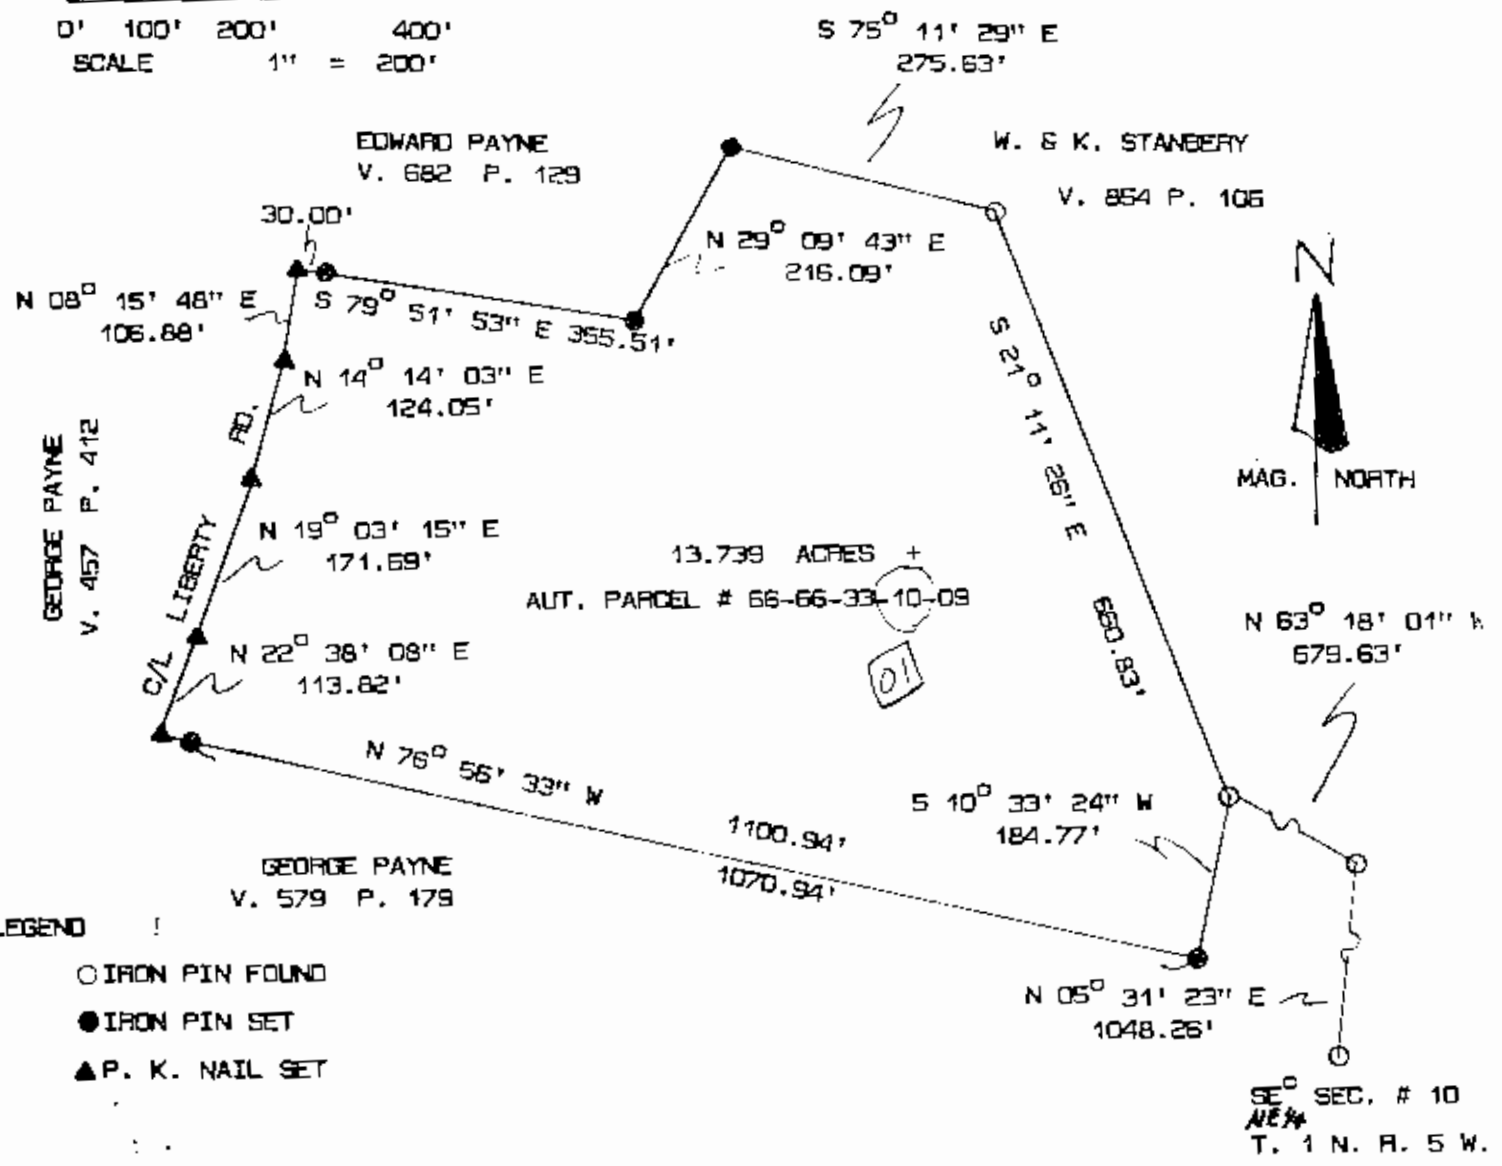 0' 100' 200' 400'
SCALE 1" = 200'
S 75° 11' 29" E
275.63'
EDWARD PAYNE
V. 682 P. 129
W. & K. STANBERY
V. 854 P. 106
30.00'
N 29° 09' 43" E
216.09'
N
N 08° 15' 48" E
106.88'
S 79° 51' 53" E 355.51'
N 14° 14' 03" E
124.05'
S 21° 11' 26" E 660.83'
MAG. NORTH
GEORGE PAYNE
V. 457 P. 412
C/L LIBERTY RD.
N 19° 03' 15" E
171.69'
13.739 ACRES +
AUT. PARCEL # 66-66-33-10-09
01
N 63° 18' 01" W
679.63'
N 22° 38' 08" E
113.82'
N 76° 56' 33" W
1100.94'
1070.94'
S 10° 33' 24" W
184.77'
GEORGE PAYNE
V. 579 P. 179
LEGEND
IRON PIN FOUND
IRON PIN SET
P. K. NAIL SET
N 05° 31' 23" E
1048.26'
SE° SEC. # 10
NE 1/4
T. 1 N. R. 5 W.